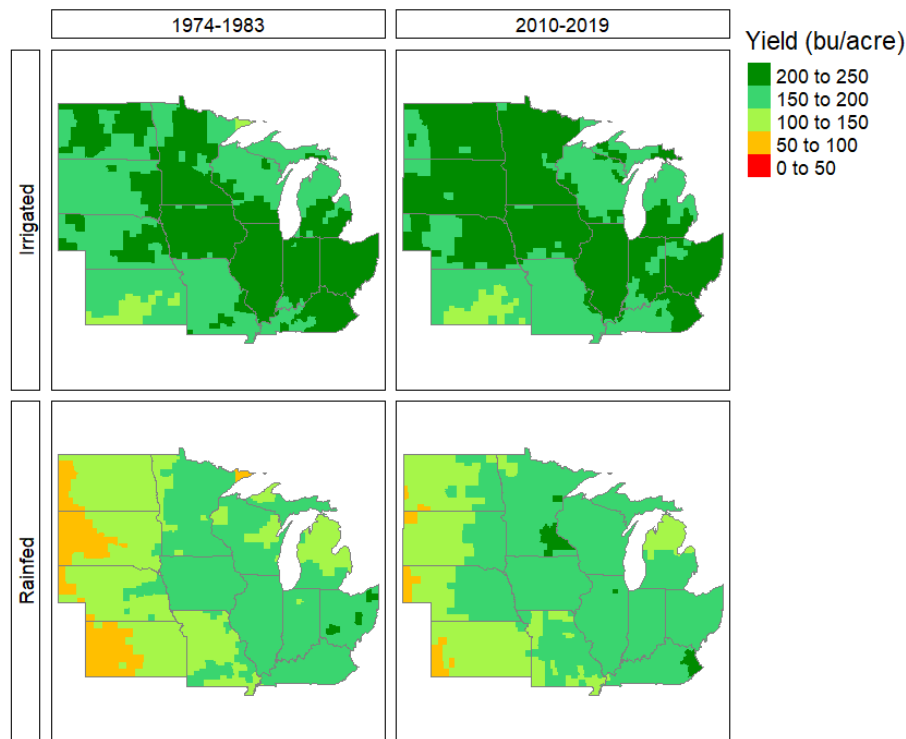 1974-1983
2010-2019
Yield (bu/acre)
200 to 250
150 to 200
100 to 150
50 to 100
0 to 50
Irrigated
Rainfed